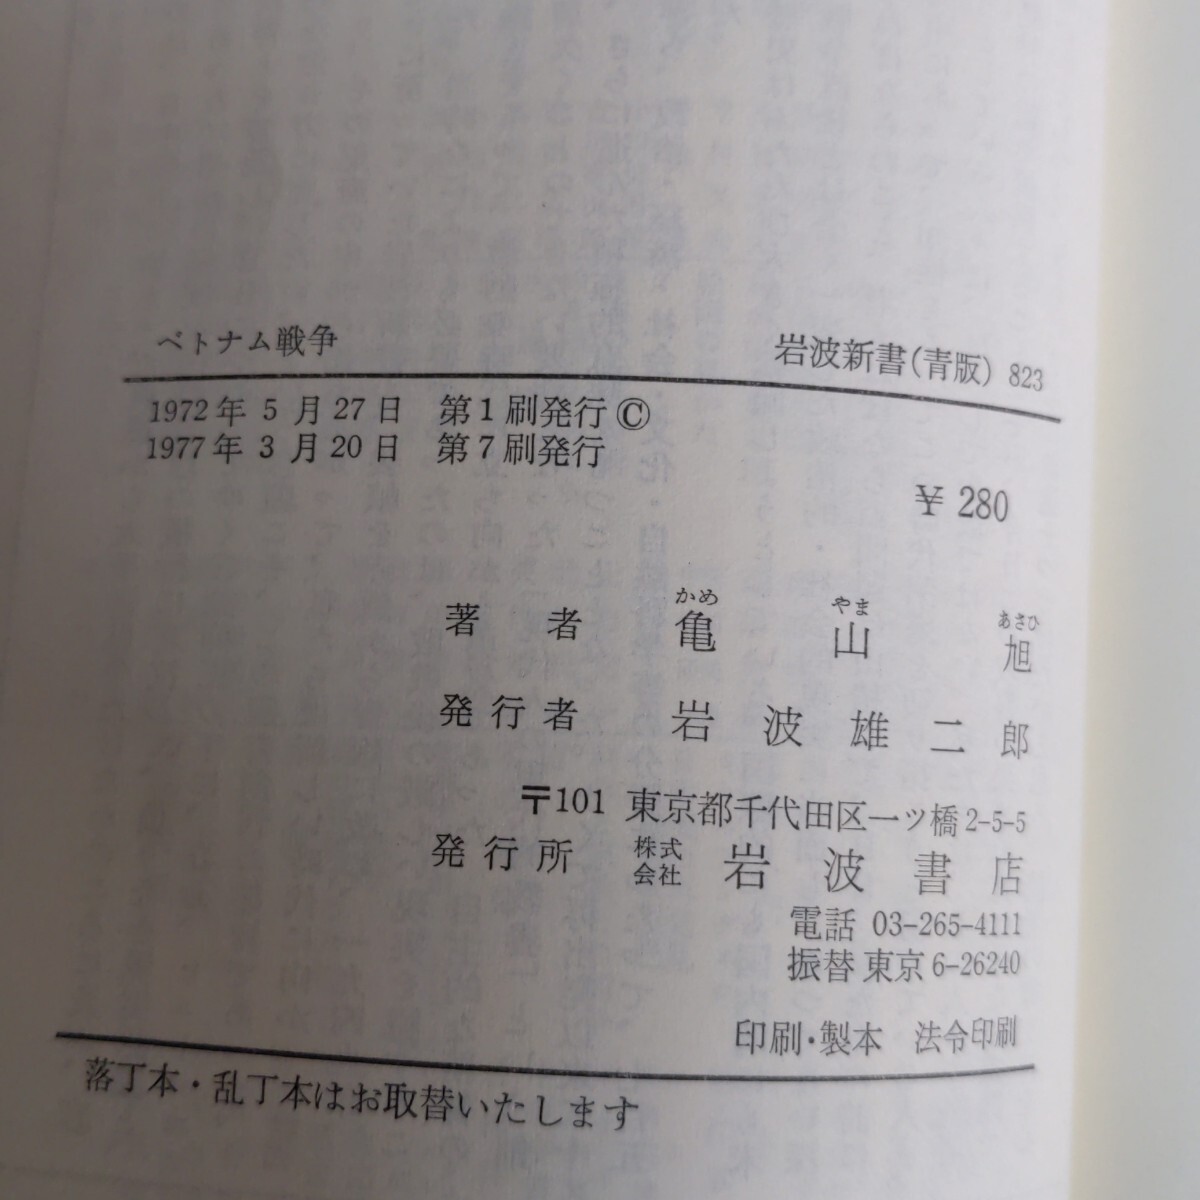 ベトナム戦争 岩波新書(青版) 823
1972年5月27日 第1刷発行©
1977年3月20日 第7刷発行
¥280
かめ やま あさひ
著者 亀山旭
発行者 岩波雄二郎
〒101 東京都千代田区一ツ橋2-5-5
発行所 株式会社 岩波書店
電話 03-265-4111
振替 東京6-26240
印刷・製本 法令印刷
落丁本・乱丁本はお取替いたします